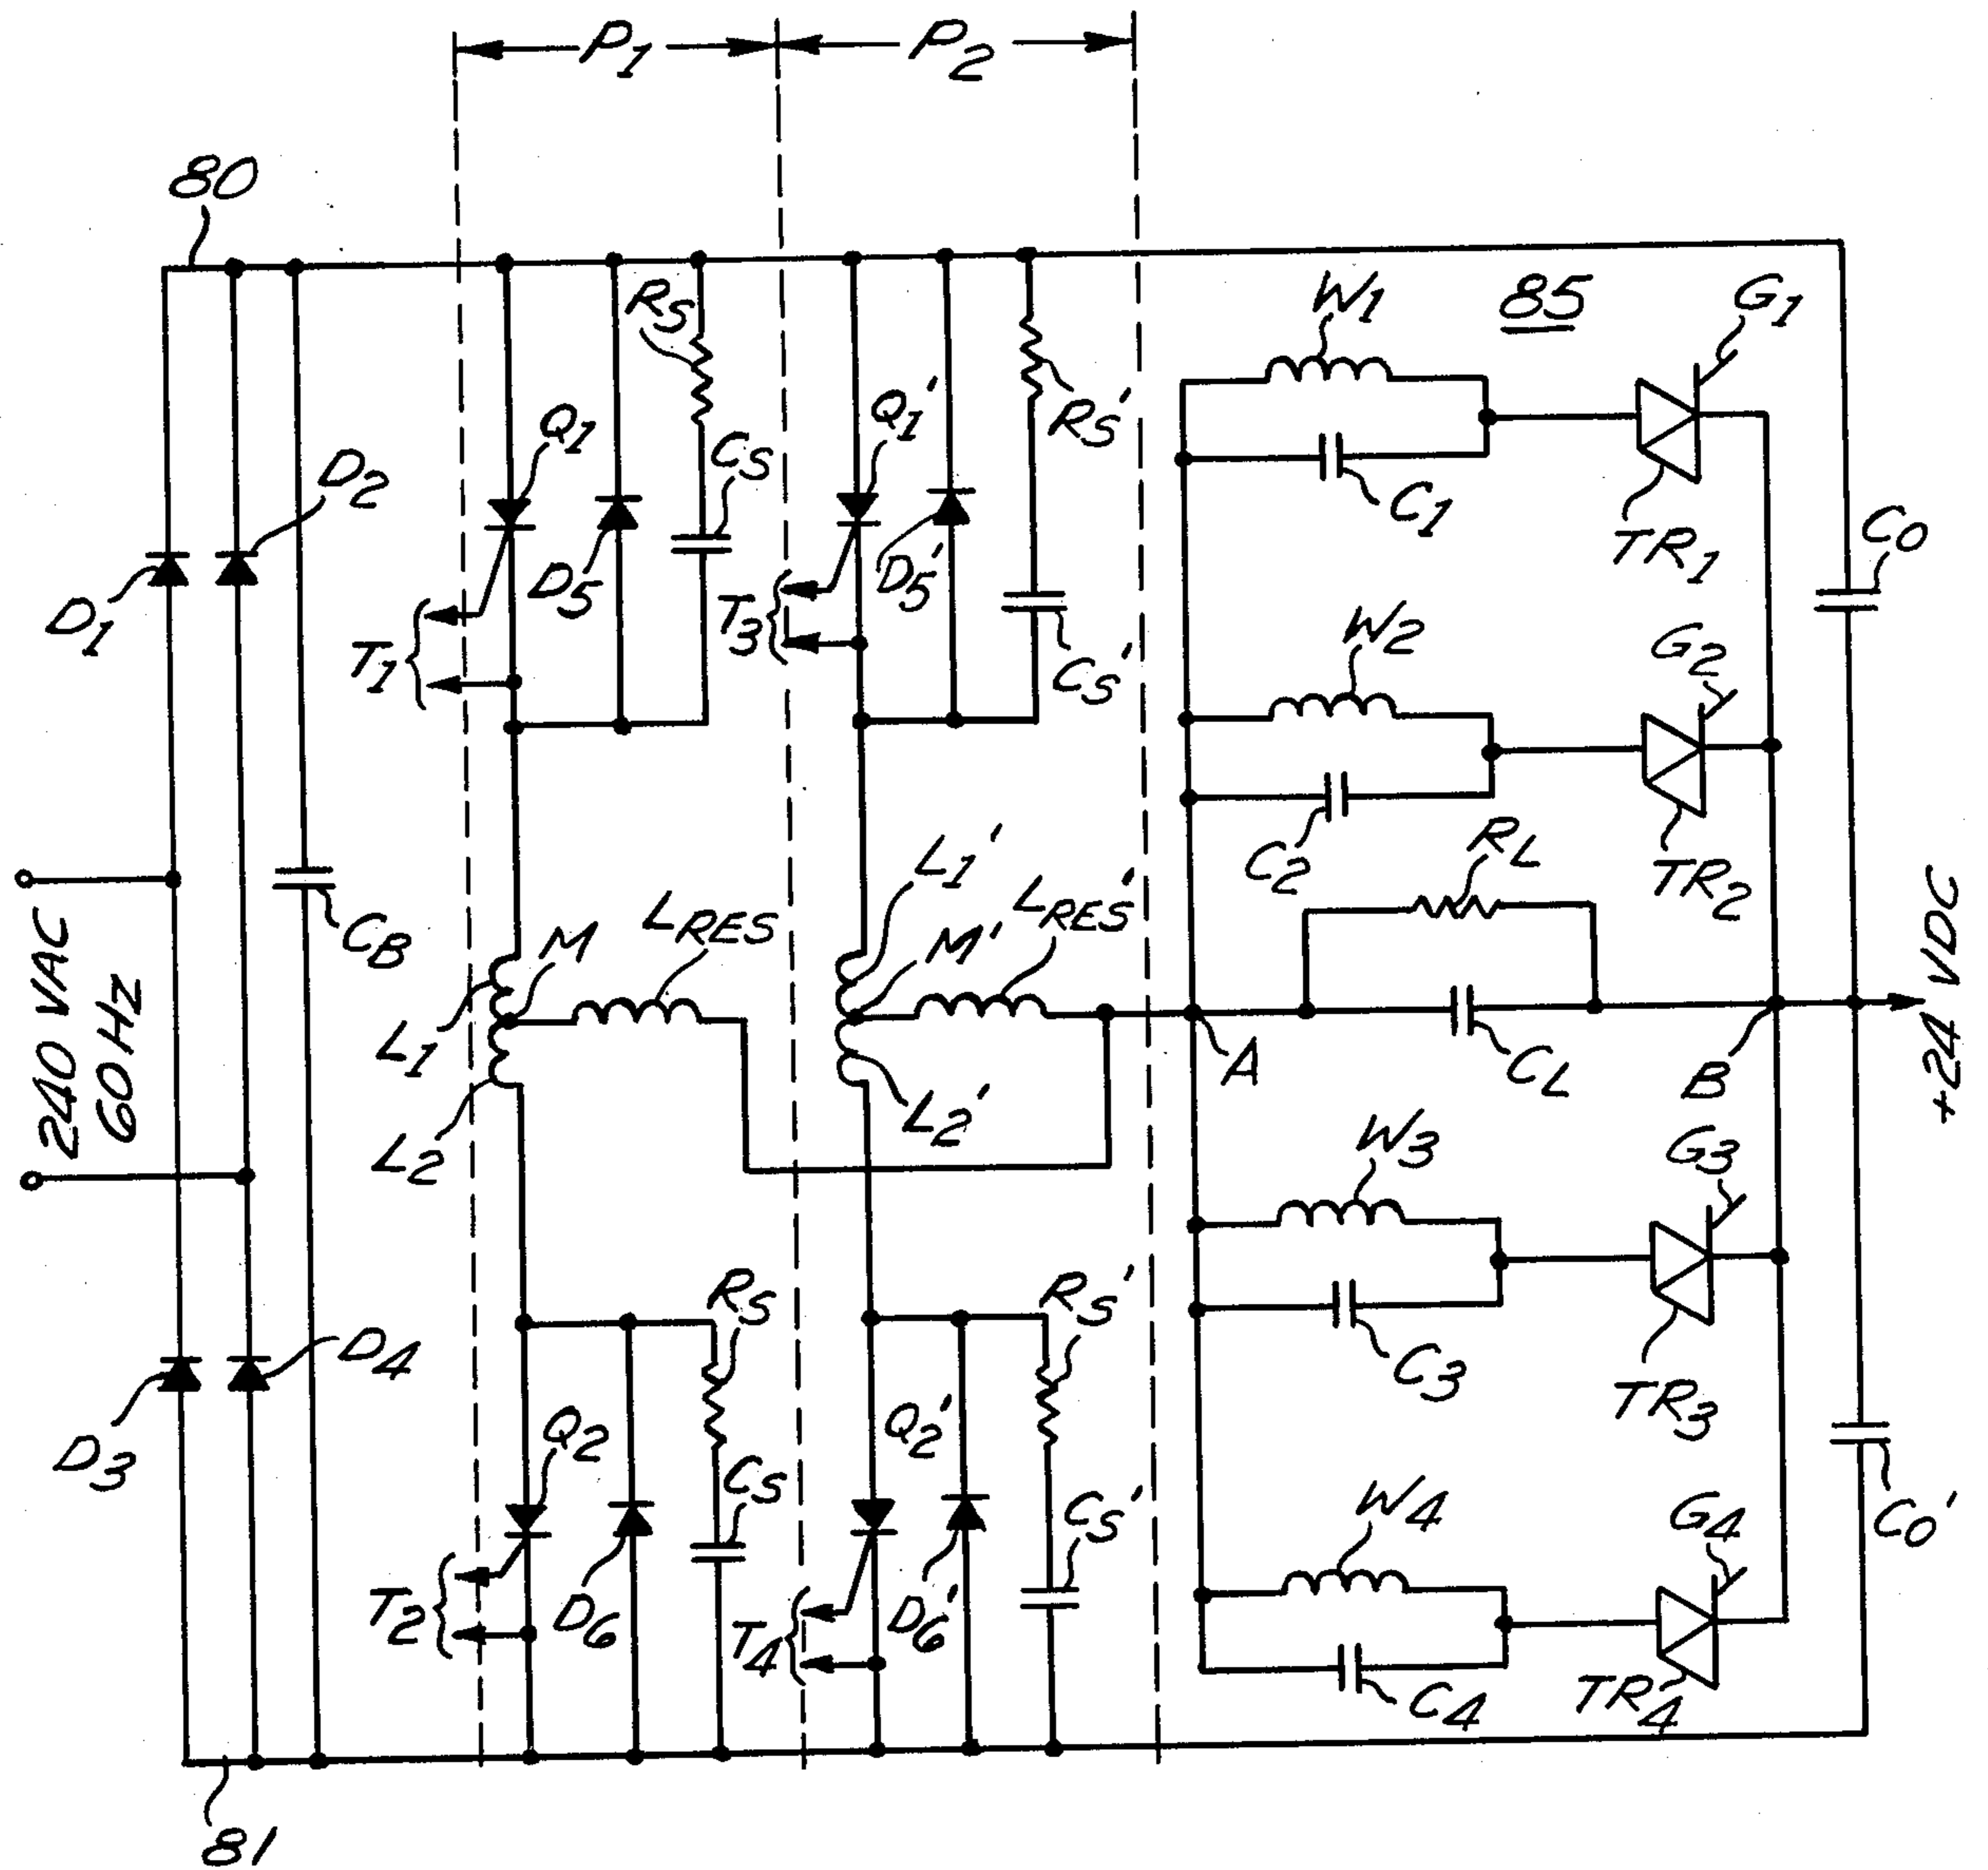 P1
P2
80
RS
W1
85
G1
Q1
Q1'
RS'
D2
CS
C1
TR1
CO
D1
D5
D5'
T1
T3
CS'
W2
G2
C2
RL
TR2
L1'
LRES
LRES'
M
M'
CB
240 VAC
60 HZ
L1
A
CL
B
+24 VDC
L2
L2'
W3
G3
RS
RS'
D4
C3
TR3
D3
Q2
Q2'
CS
CS'
W4
G4
CO'
T2
D6
T4
D6'
C4
TR4
81